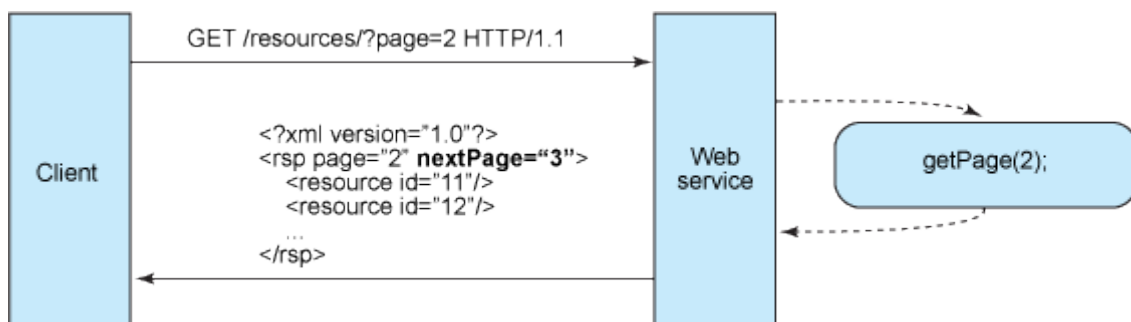 GET /resources/?page=2 HTTP/1.1
<?xml version="1.0"?>
<rsp page="2" nextPage="3">
<resource id="11"/>
<resource id="12"/>
...
</rsp>
Client
Web
service
getPage(2);